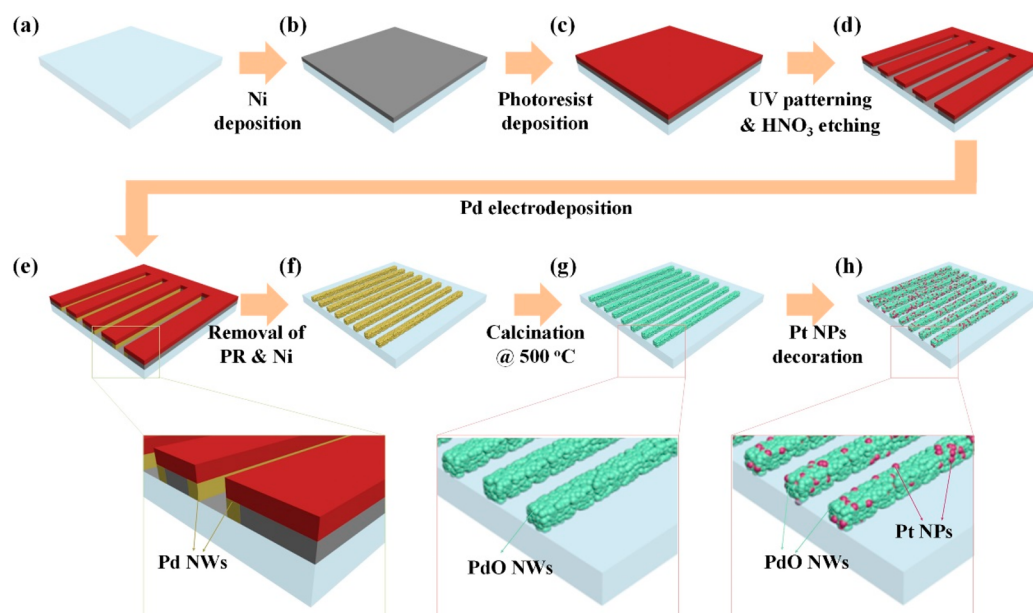 (a)
(b)
(c)
(d)
Ni
deposition
Photoresist
deposition
UV patterning
& HNO₃ etching
Pd electrodeposition
(e)
(f)
(g)
(h)
Removal of
PR & Ni
Calcination
@ 500 °C
Pt NPs
decoration
Pd NWs
PdO NWs
Pt NPs
PdO NWs